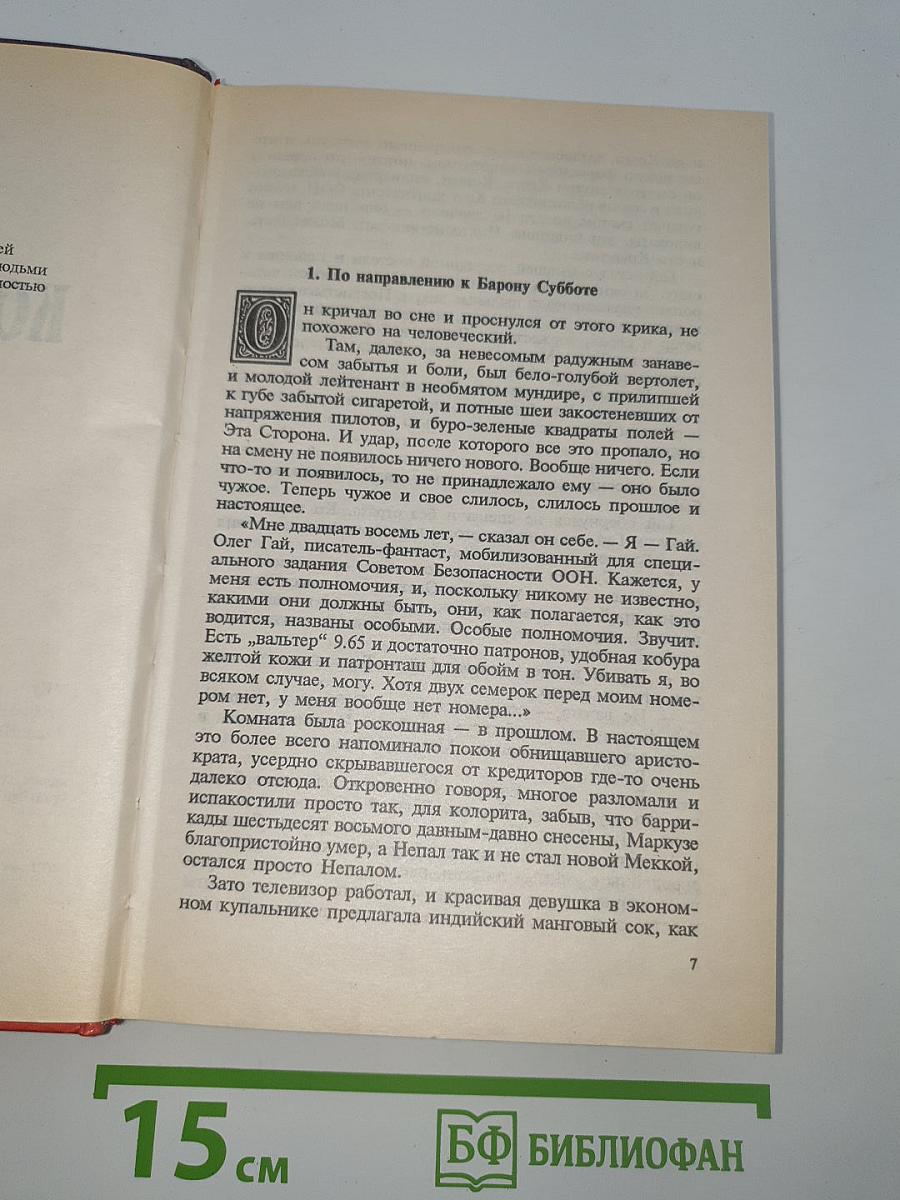 ей
юдьми
ностью
1. По направлению к Барону Субботе
Он кричал во сне и проснулся от этого крика, не
похожего на человеческий.
Там, далеко, за невесомым радужным занаве-
сом забытья и боли, был бело-голубой вертолет,
и молодой лейтенант в необмятом мундире, с прилипшей
к губе забытой сигаретой, и потные шеи закостеневших от
напряжения пилотов, и буро-зеленые квадраты полей —
Эта Сторона. И удар, после которого все это пропало, но
на смену не появилось ничего нового. Вообще ничего. Если
что-то и появилось, то не принадлежало ему — оно было
чужое. Теперь чужое и свое слилось, слилось прошлое и
настоящее.
«Мне двадцать восемь лет, — сказал он себе. — Я — Гай.
Олег Гай, писатель-фантаст, мобилизованный для специ-
ального задания Советом Безопасности ООН. Кажется, у
меня есть полномочия, и, поскольку никому не известно,
какими они должны быть, они, как полагается, как это
водится, названы особыми. Особые полномочия. Звучит.
Есть „вальтер“ 9.65 и достаточно патронов, удобная кобура
желтой кожи и патронташ для обойм в тон. Убивать я, во
всяком случае, могу. Хотя двух семерок перед моим номе-
ром нет, у меня вообще нет номера...»
Комната была роскошная — в прошлом. В настоящем
это более всего напоминало покои обнищавшего аристо-
крата, усердно скрывавшегося от кредиторов где-то очень
далеко отсюда. Откровенно говоря, многое разломали и
испакостили просто так, для колорита, забыв, что барри-
кады шестьдесят восьмого давным-давно снесены, Маркузе
благопристойно умер, а Непал так и не стал новой Меккой,
остался просто Непалом.
Зато телевизор работал, и красивая девушка в эконом-
ном купальнике предлагала индийский манговый сок, как
7
15 см
БФ БИБЛИОФАН